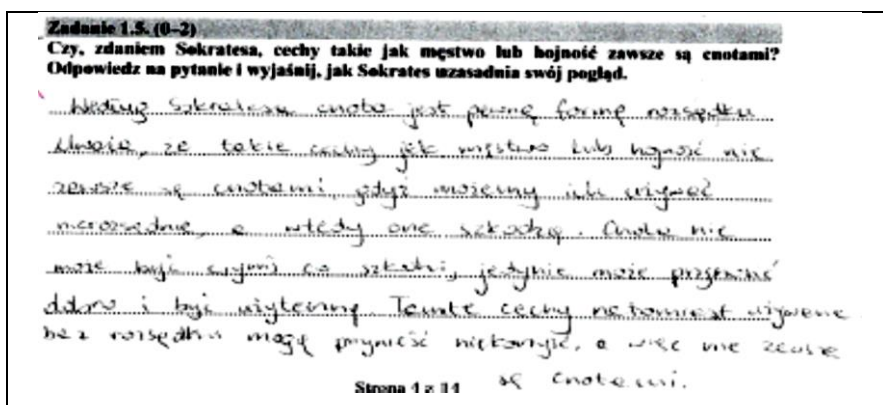 Zadanie 1.5. (0–2)
Czy, zdaniem Sokratesa, cechy takie jak męstwo lub hojność zawsze są cnotami?
Odpowiedz na pytanie i wyjaśnij, jak Sokrates uzasadnia swój pogląd.
Według Sokratesa cnota jest pewną formą rozsądku
Uważa, że takie cechy jak męstwo lub hojność nie
zawsze są cnotami, gdyż możemy ich używać
nierozsądnie, a wtedy one szkodzą. Cnota nie
może być czymś co szkodzi, jedynie może przynosić
dobro i być użyteczną. Tamte cechy natomiast używane
bez rozsądku mogą przynieść niekorzyść, a więc nie zawsze
są cnotami.
Strona 4 z 14